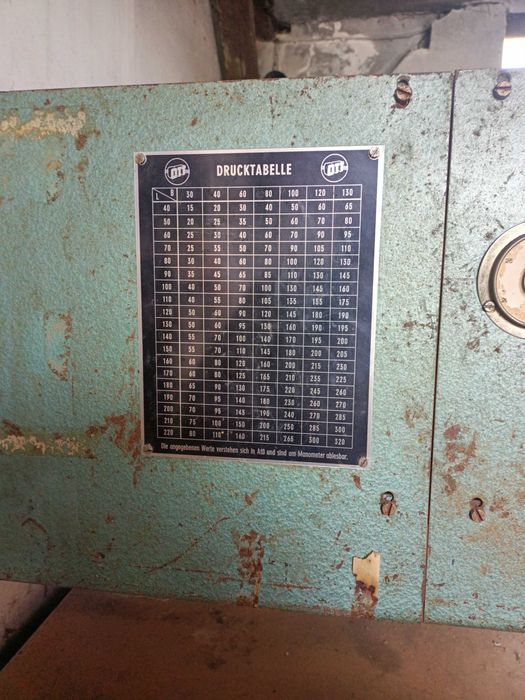 OTT DRUCKTABELLE OTT
L B 30 40 60 80 100 120 130
40 15 20 30 40 50 60 65
50 20 25 35 50 60 70 80
60 25 30 40 60 70 90 95
70 25 35 50 70 90 105 110
80 30 40 60 80 100 120 130
90 35 45 65 85 110 130 145
100 40 50 70 100 130 145 160
110 40 55 80 105 135 155 175
120 50 60 90 120 145 180 190
130 50 60 95 130 160 190 195
140 55 70 100 140 170 195 200
150 55 70 110 145 180 200 205
160 60 80 120 160 200 215 230
170 60 80 125 165 210 235 225
180 65 90 130 175 220 245 260
190 70 95 140 180 230 260 270
200 70 95 145 195 240 270 285
210 75 100 150 200 250 285 300
220 80 110 160 215 265 300 320
Die angegebenen Werte verstehen sich in Atü und sind am Manometer ablesbar.